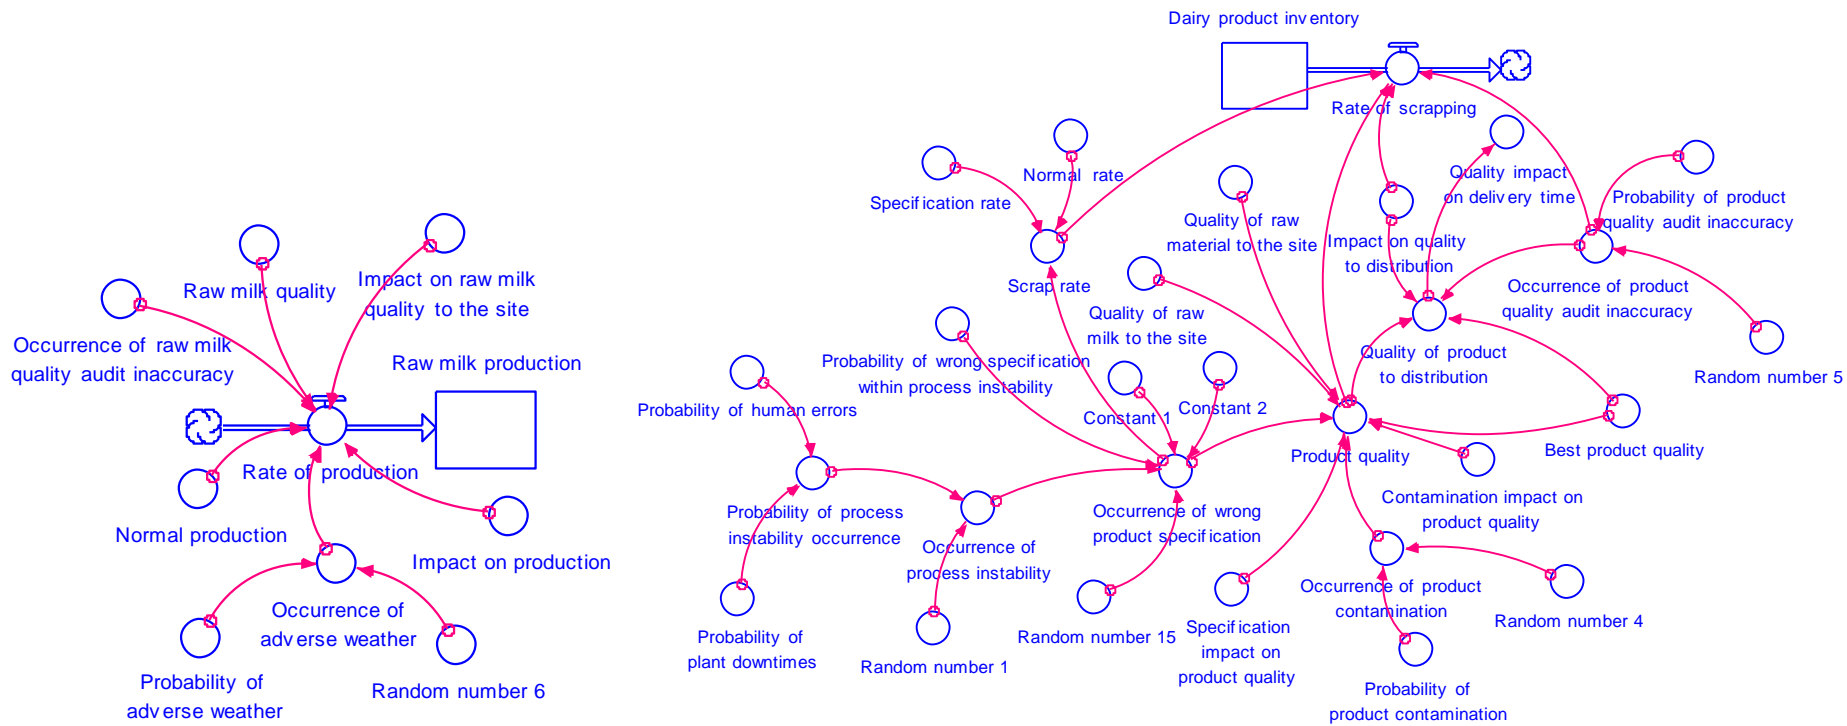 Raw milk quality
Impact on raw milk
quality to the site
Occurrence of raw milk
quality audit inaccuracy
Raw milk production
Rate of production
Normal production
Impact on production
Occurrence of
adverse weather
Probability of
adverse weather
Random number 6
Dairy product inventory
Rate of scrapping
Normal rate
Specification rate
Quality impact
on delivery time
Probability of product
quality audit inaccuracy
Quality of raw
material to the site
Impact on quality
to distribution
Scrap rate
Occurrence of product
quality audit inaccuracy
Quality of raw
milk to the site
Probability of wrong specification
within process instability
Quality of product
to distribution
Random number 5
Probability of human errors
Constant 1
Constant 2
Product quality
Best product quality
Probability of process
instability occurrence
Occurrence of wrong
product specification
Contamination impact on
product quality
Occurrence of
process instability
Occurrence of product
contamination
Probability of
plant downtimes
Random number 1
Random number 15
Specification
impact on
product quality
Random number 4
Probability of
product contamination